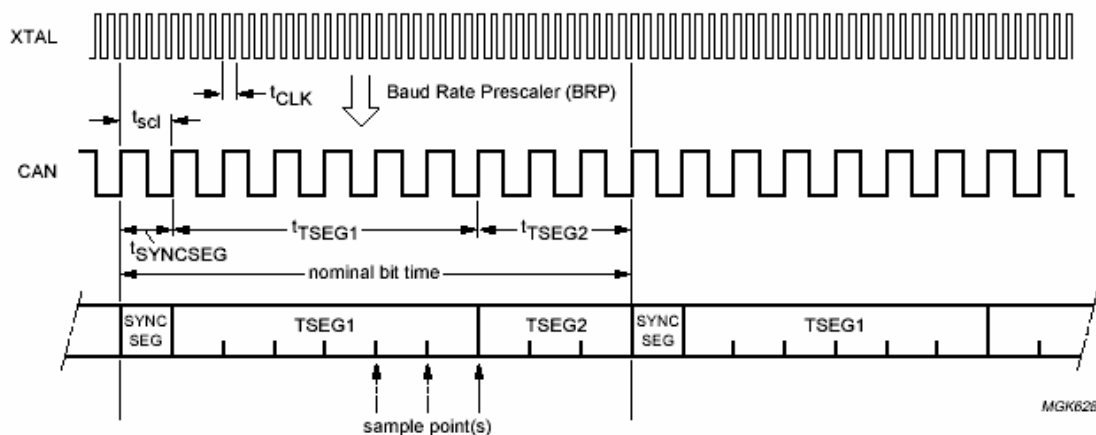 XTAL
tCLK
Baud Rate Prescaler (BRP)
tscl
CAN
tTSEG1
tTSEG2
tSYNCSEG
nominal bit time
SYNC
SEG
TSEG1
TSEG2
SYNC
SEG
TSEG1
sample point(s)
MGK628